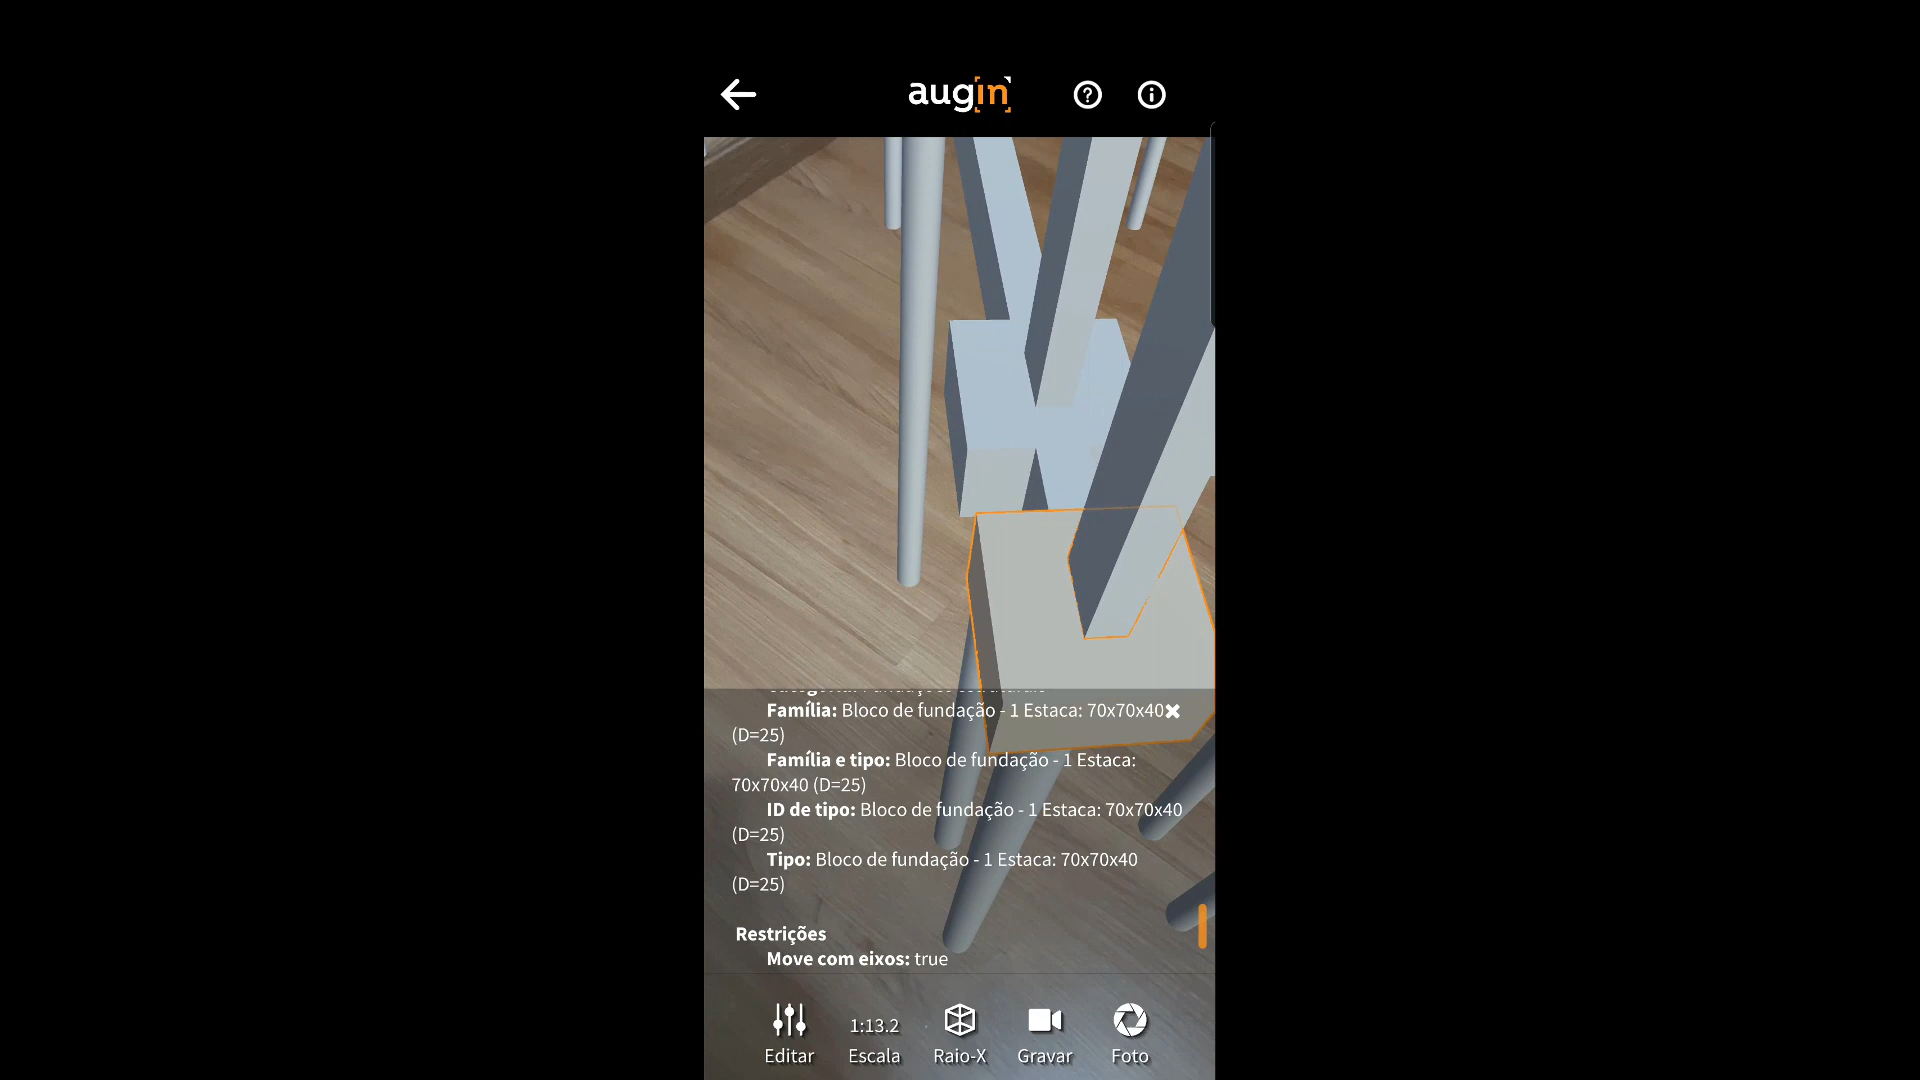 augin
Família: Bloco de fundação - 1 Estaca: 70x70x40
(D=25)
Família e tipo: Bloco de fundação - 1 Estaca:
70x70x40 (D=25)
ID de tipo: Bloco de fundação - 1 Estaca: 70x70x40
(D=25)
Tipo: Bloco de fundação - 1 Estaca: 70x70x40
(D=25)
Restrições
Move com eixos: true
1:13.2
Editar Escala Raio-X Gravar Foto